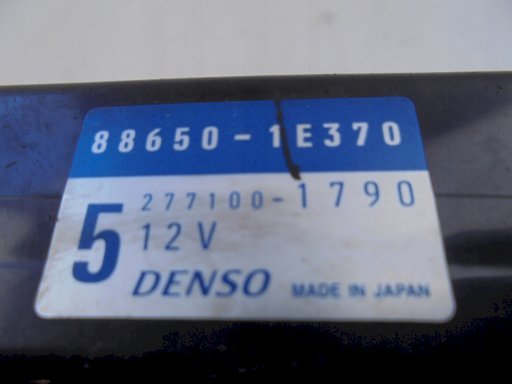 88650-1E370
277100-1790
5 12V
DENSO MADE IN JAPAN